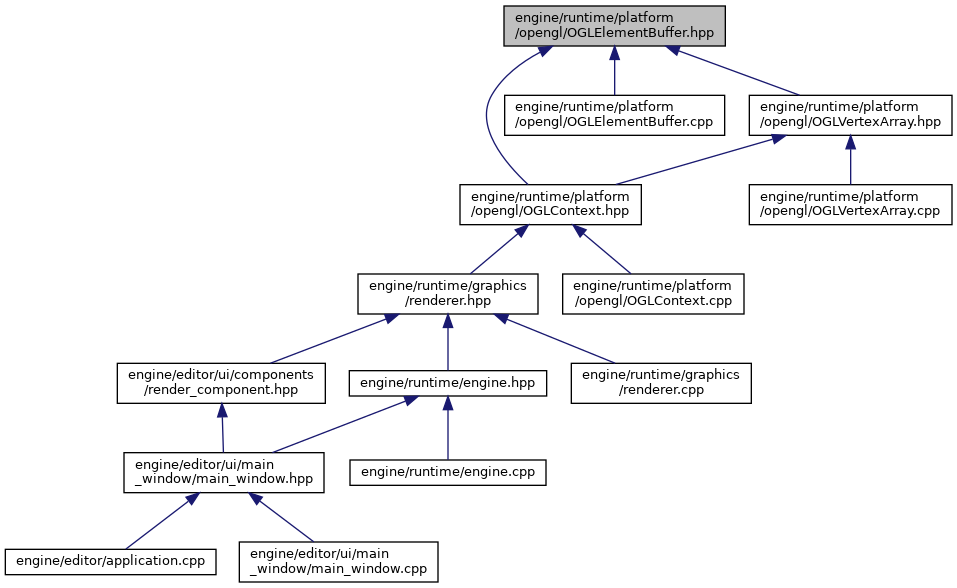 engine/runtime/platform
/opengl/OGLElementBuffer.hpp
engine/runtime/platform
/opengl/OGLElementBuffer.cpp
engine/runtime/platform
/opengl/OGLVertexArray.hpp
engine/runtime/platform
/opengl/OGLContext.hpp
engine/runtime/platform
/opengl/OGLVertexArray.cpp
engine/runtime/graphics
/renderer.hpp
engine/runtime/platform
/opengl/OGLContext.cpp
engine/editor/ui/components
/render_component.hpp
engine/runtime/engine.hpp
engine/runtime/graphics
/renderer.cpp
engine/editor/ui/main
_window/main_window.hpp
engine/runtime/engine.cpp
engine/editor/application.cpp
engine/editor/ui/main
_window/main_window.cpp